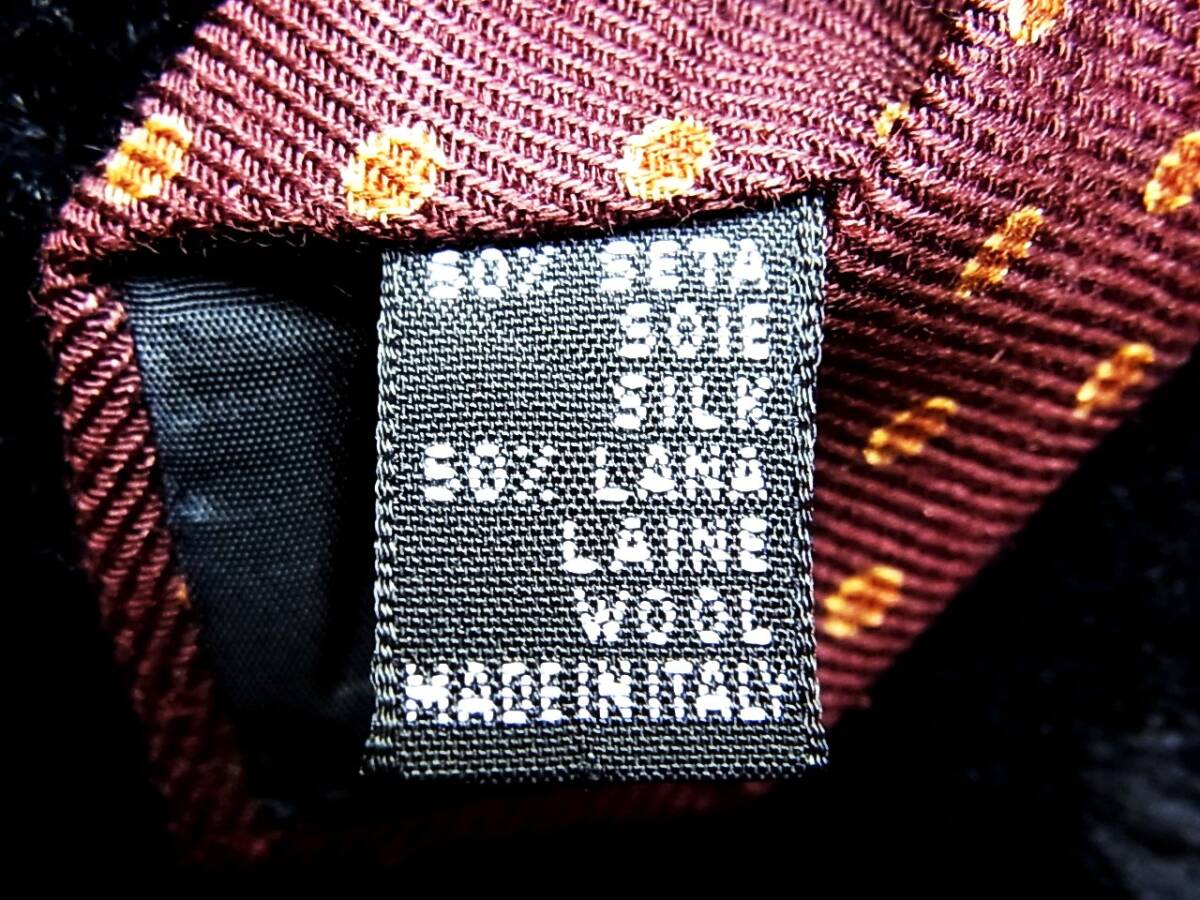 50% SETA
SOIE
SILK
50% LANA
LAINE
WOOL
MADE IN ITALY